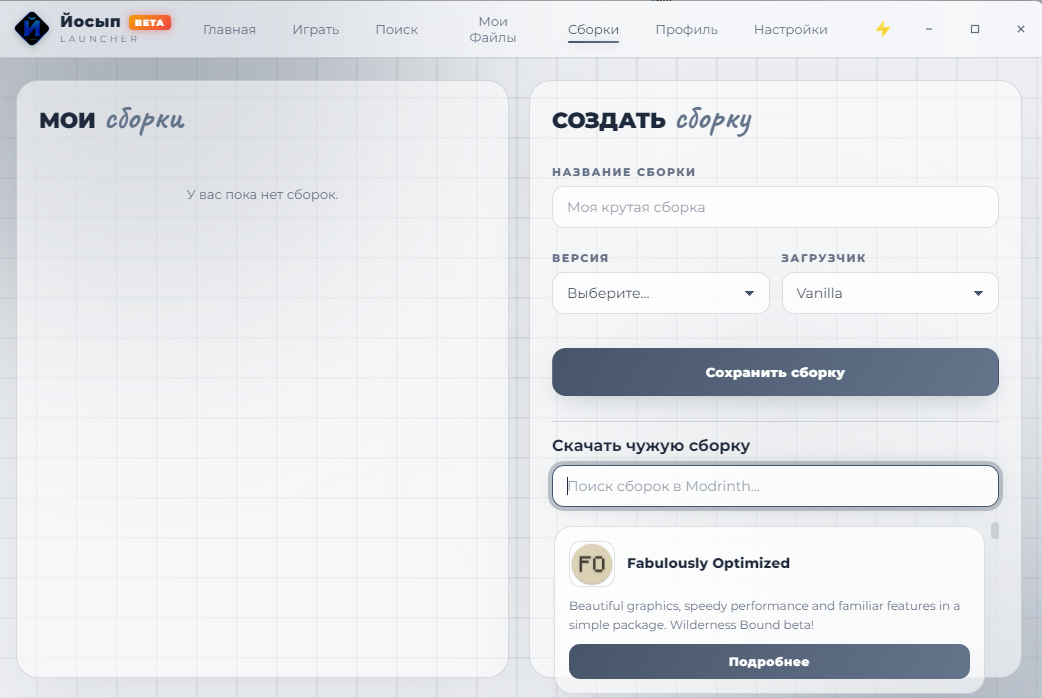 Йосып BETA
LAUNCHER
Главная
Играть
Поиск
Мои
Файлы
Сборки
Профиль
Настройки
МОИ сборки
У вас пока нет сборок.
СОЗДАТЬ сборку
НАЗВАНИЕ СБОРКИ
Моя крутая сборка
ВЕРСИЯ
Выберите...
ЗАГРУЗЧИК
Vanilla
Сохранить сборку
Скачать чужую сборку
Поиск сборок в Modrinth...
FO
Fabulously Optimized
Beautiful graphics, speedy performance and familiar features in a
simple package. Wilderness Bound beta!
Подробнее